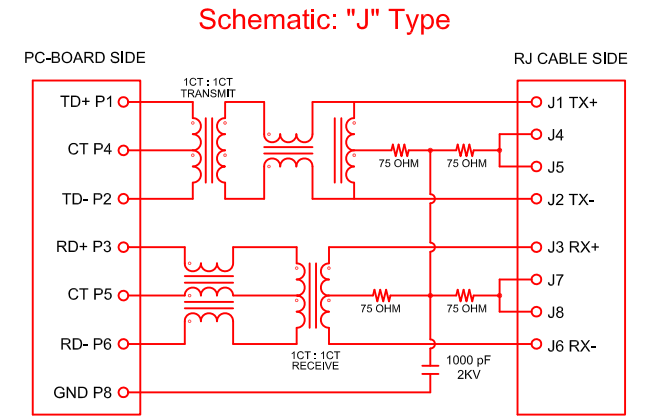 Schematic: "J" Type
PC-BOARD SIDE
RJ CABLE SIDE
1CT : 1CT
TRANSMIT
TD+ P1
J1 TX+
J4
CT P4
75 OHM
75 OHM
J5
TD- P2
J2 TX-
RD+ P3
J3 RX+
J7
CT P5
75 OHM
75 OHM
J8
RD- P6
J6 RX-
1CT : 1CT
RECEIVE
1000 pF
2KV
GND P8